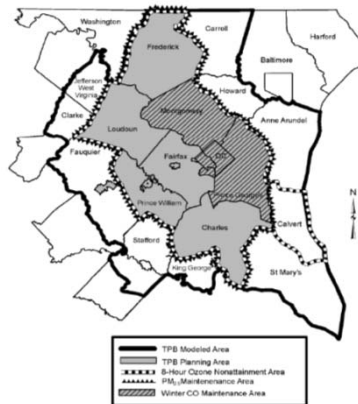 Washington
Carroll
Harford
Frederick
Baltimore
Jefferson
West
Virginia
Howard
Clarke
Montgomery
Loudoun
Anne Arundel
Fauquier
Fairfax
Prince Georges
Prince William
N
Calvert
Charles
Stafford
King George
St Mary's
TPB Modeled Area
TPB Planning Area
8-Hour Ozone Nonattainment Area
PM2.5 Maintenance Area
Winter CO Maintenance Area